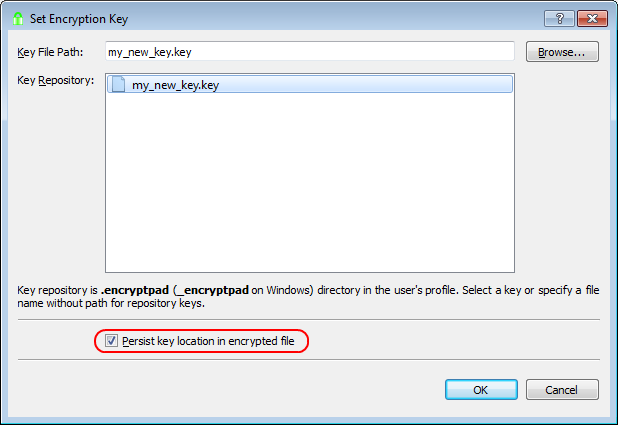 Set Encryption Key
?
Key File Path:
my_new_key.key
Browse...
Key Repository:
my_new_key.key
Key repository is .encryptpad (_encryptpad on Windows) directory in the user's profile. Select a key or specify a file
name without path for repository keys.
Persist key location in encrypted file
OK
Cancel